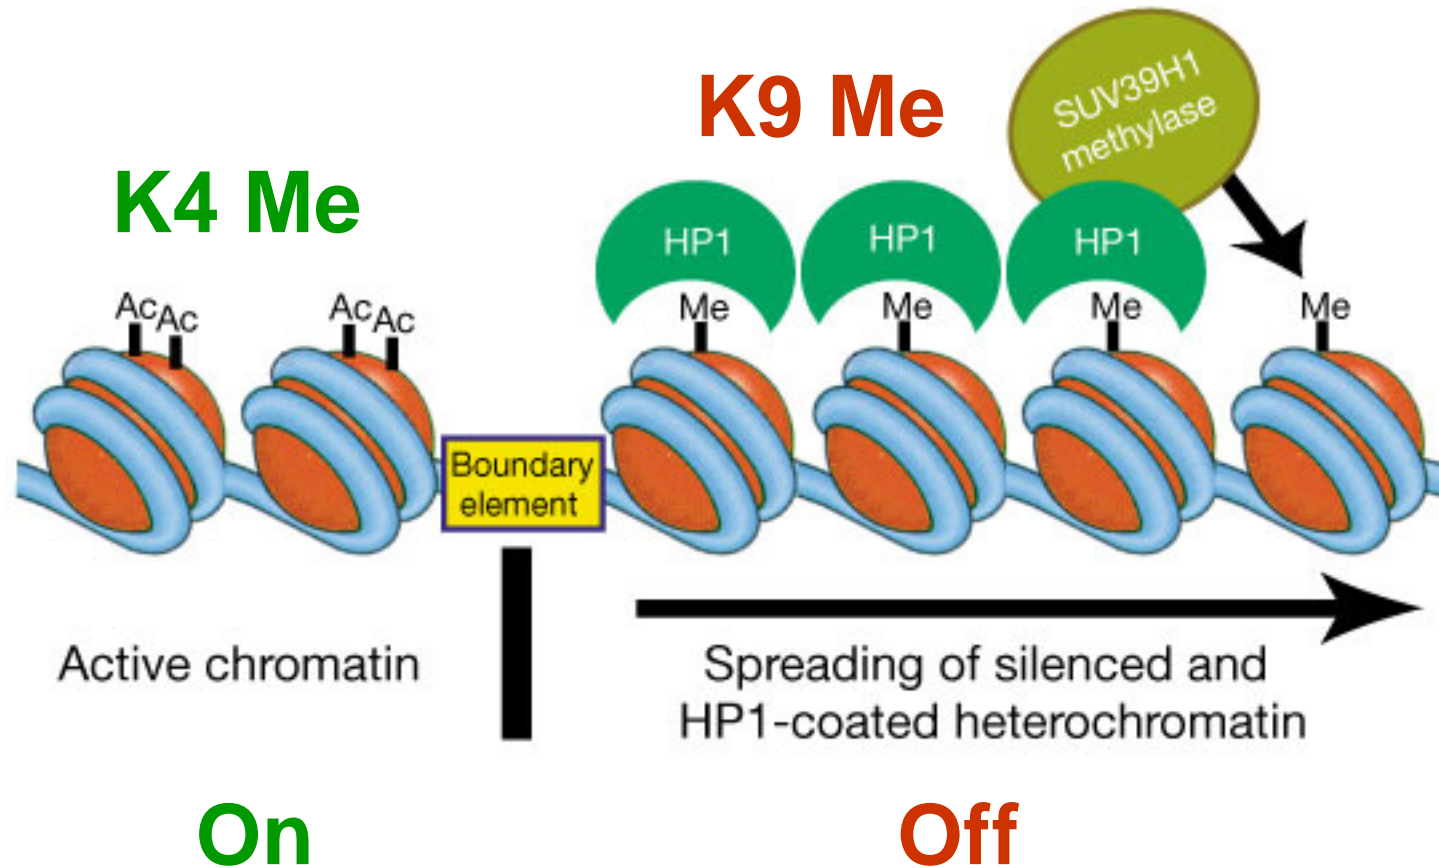 K9 Me
SUV39H1
methylase
K4 Me
HP1
HP1
HP1
Ac
Ac
Ac
Ac
Me
Me
Me
Me
Boundary
element
Active chromatin
Spreading of silenced and
HP1-coated heterochromatin
On
Off